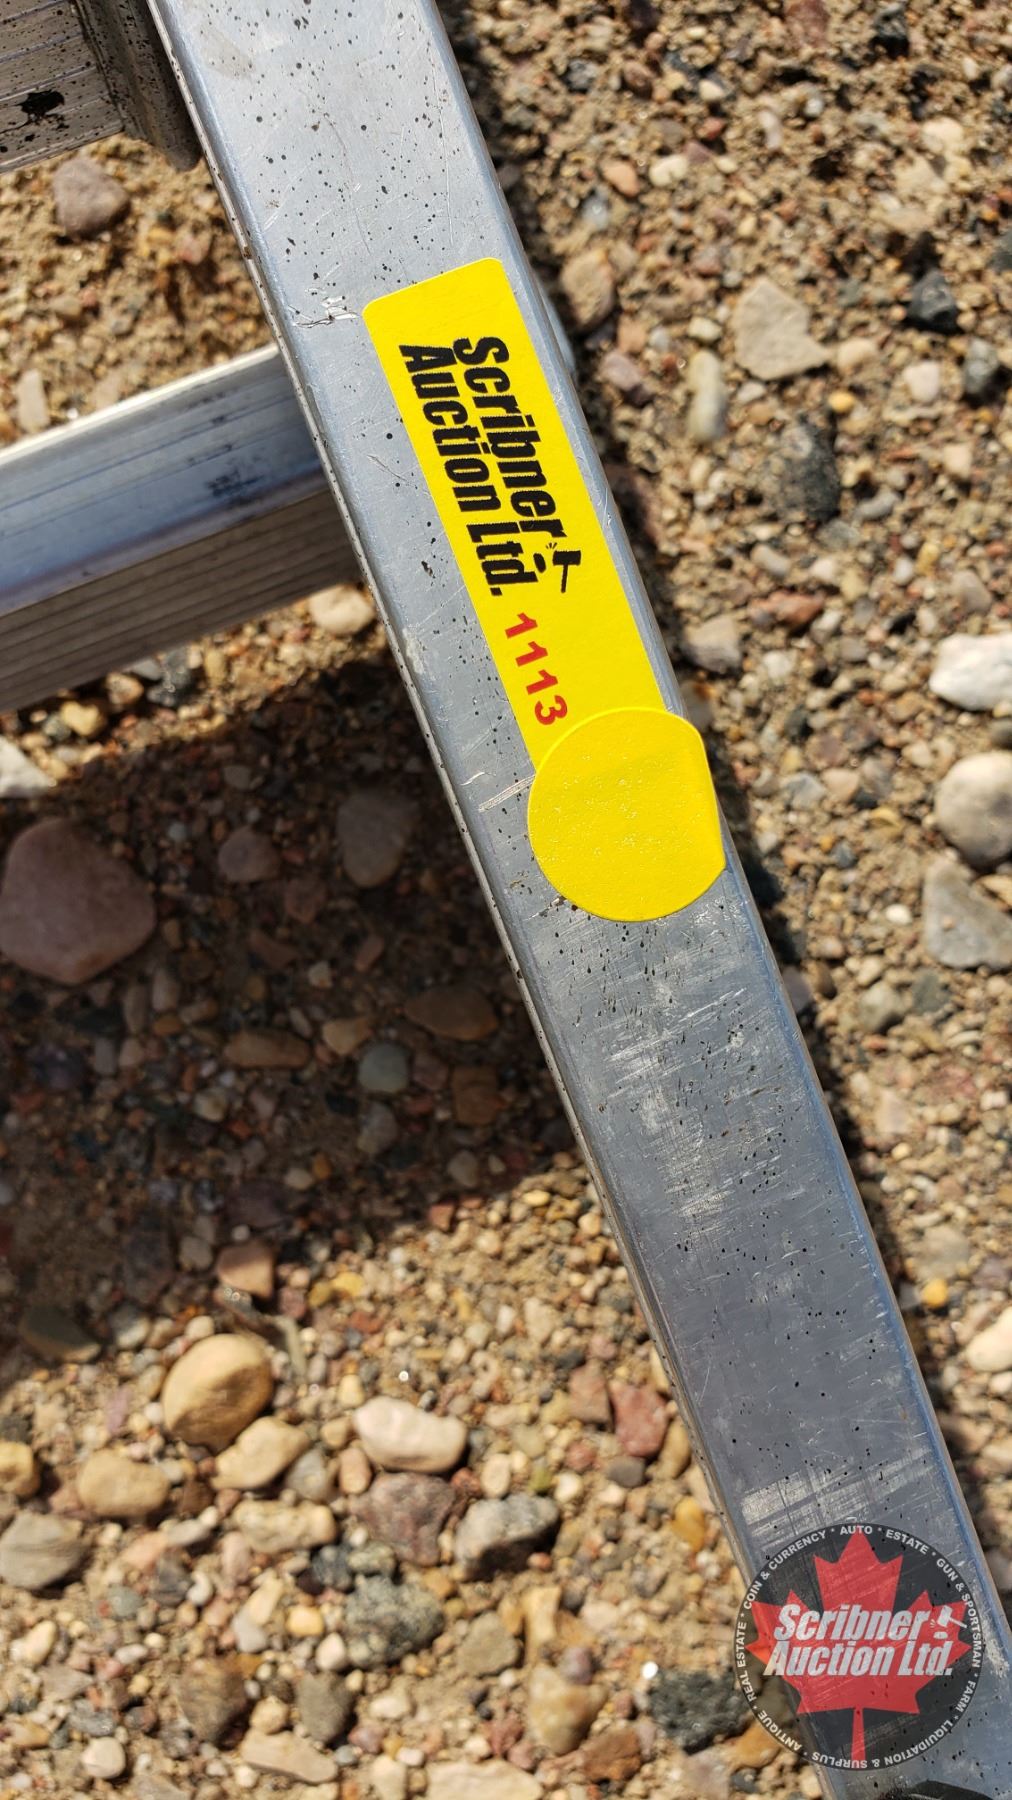 Scribner
Auction Ltd.
1113
COIN & CURRENCY * AUTO * ESTATE * GUN & SPORTSMAN * FARM * LIQUIDATION & SURPLUS * ANTIQUE * REAL ESTATE *
Scribner
Auction Ltd.